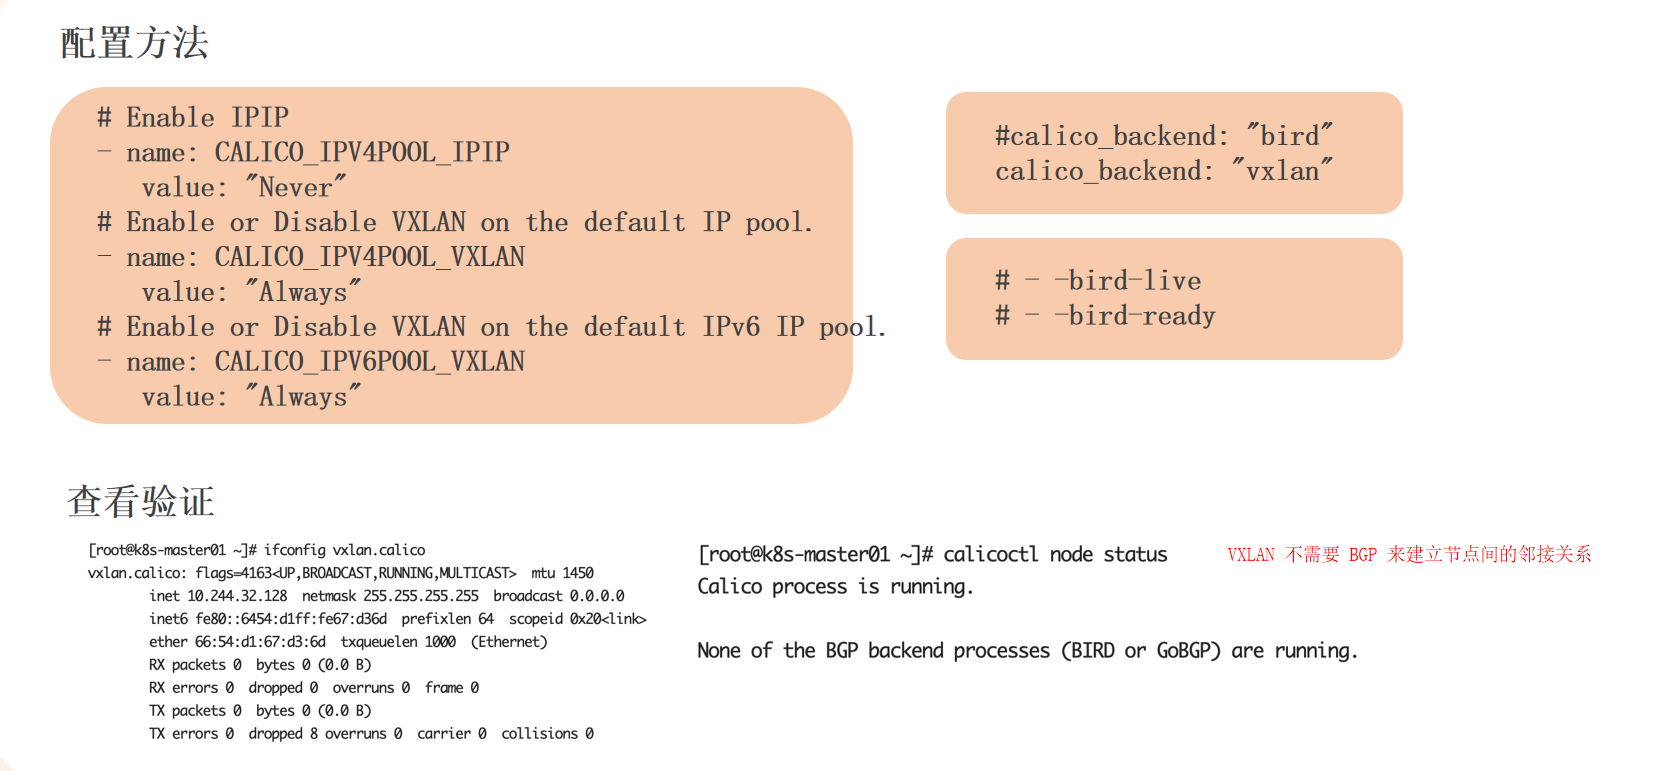 配置方法
# Enable IPIP
- name: CALICO_IPV4POOL_IPIP
value: "Never"
# Enable or Disable VXLAN on the default IP pool.
- name: CALICO_IPV4POOL_VXLAN
value: "Always"
# Enable or Disable VXLAN on the default IPv6 IP pool.
- name: CALICO_IPV6POOL_VXLAN
value: "Always"
#calico_backend: "bird"
calico_backend: "vxlan"
# - -bird-live
# - -bird-ready
查看验证
[root@k8s-master01 ~]# ifconfig vxlan.calico
vxlan.calico: flags=4163<UP,BROADCAST,RUNNING,MULTICAST>  mtu 1450
inet 10.244.32.128  netmask 255.255.255.255  broadcast 0.0.0.0
inet6 fe80::6454:d1ff:fe67:d36d  prefixlen 64  scopeid 0x20<link>
ether 66:54:d1:67:d3:6d  txqueuelen 1000  (Ethernet)
RX packets 0  bytes 0 (0.0 B)
RX errors 0  dropped 0  overruns 0  frame 0
TX packets 0  bytes 0 (0.0 B)
TX errors 0  dropped 8 overruns 0  carrier 0  collisions 0
[root@k8s-master01 ~]# calicoctl node status
VXLAN 不需要 BGP 来建立节点间的邻接关系
Calico process is running.
None of the BGP backend processes (BIRD or GoBGP) are running.